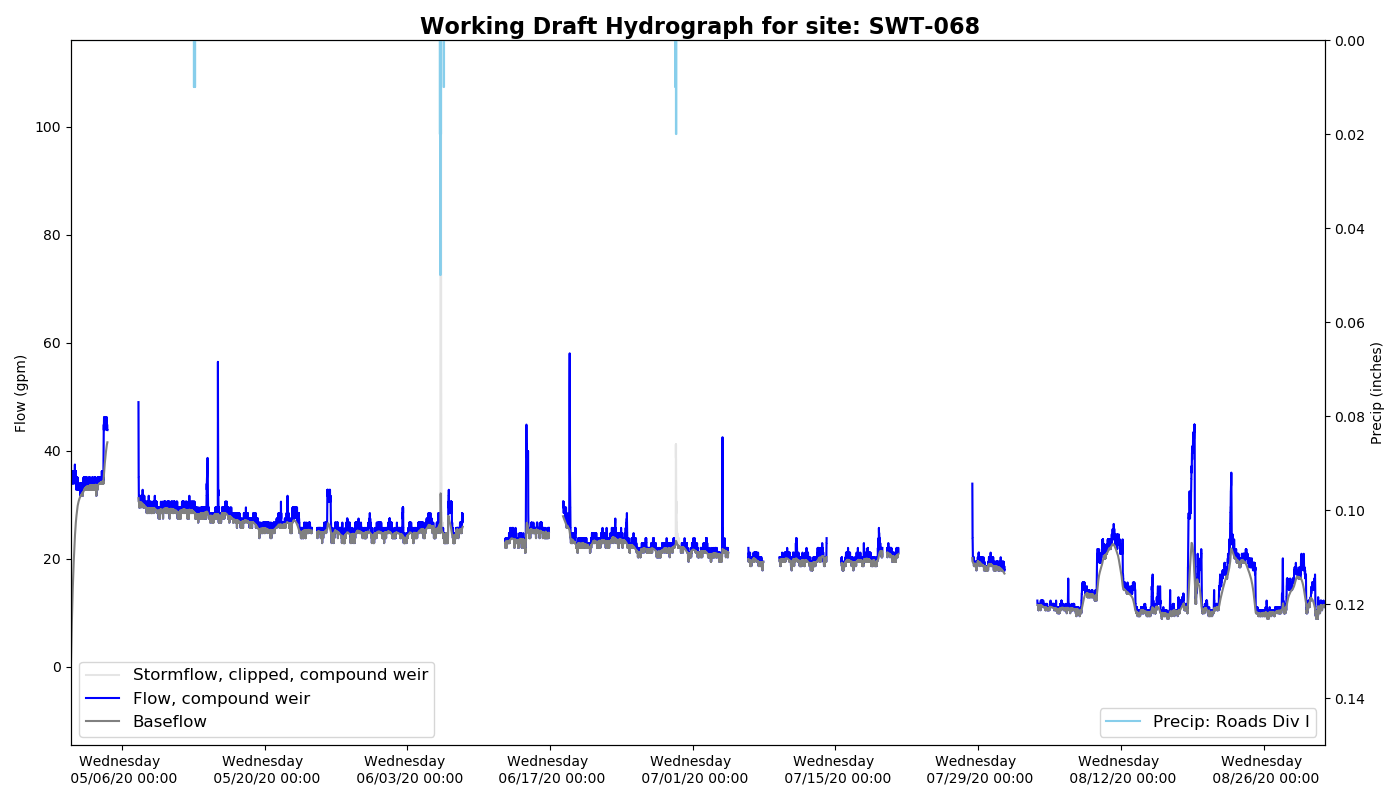 Working Draft Hydrograph for site: SWT-068
Flow (gpm)
100
80
60
40
20
0
0.00
0.02
0.04
0.06
0.08
0.10
0.12
0.14
Precip (inches)
Stormflow, clipped, compound weir
Flow, compound weir
Baseflow
Precip: Roads Div I
Wednesday
05/06/20 00:00
Wednesday
05/20/20 00:00
Wednesday
06/03/20 00:00
Wednesday
06/17/20 00:00
Wednesday
07/01/20 00:00
Wednesday
07/15/20 00:00
Wednesday
07/29/20 00:00
Wednesday
08/12/20 00:00
Wednesday
08/26/20 00:00